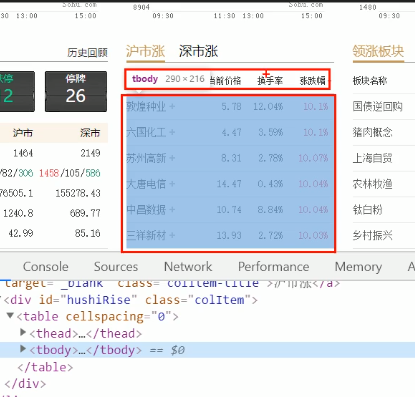 Sohu.com 8904 Sohu.com 1480
30 13:00 15:00 09:30 11:30 13:00 15:00 09:30
历史回顾 沪市涨 深市涨 领涨板块
跌停 停牌 tbody 290 × 216 当前价格 换手率 涨跌幅 板块名称
2 26
敦煌种业 5.78 12.04% 10.1% 国债逆回购
沪市 深市 六国化工 4.47 3.59% 10.1% 猪肉概念
1464 2149 苏州高新 8.31 2.78% 10.07% 上海自贸
/82/306 1458/105/586 大唐电信 14.47 0.43% 10.04% 农林牧渔
76505.1 155278.43 中昌数据 10.74 8.84% 10.04% 钛白粉
1240.8 689.77
42.99 85.16 三祥新材 13.93 2.72% 10.03% 乡村振兴
Console Sources Network Performance Memory A
target="_blank" class="colItem-title">沪市涨</a>
<div id="hushiRise" class="colItem">
▼<table cellspacing="0">
▶<thead>…</thead>
▶<tbody>…</tbody> == $0
</table>
</div>